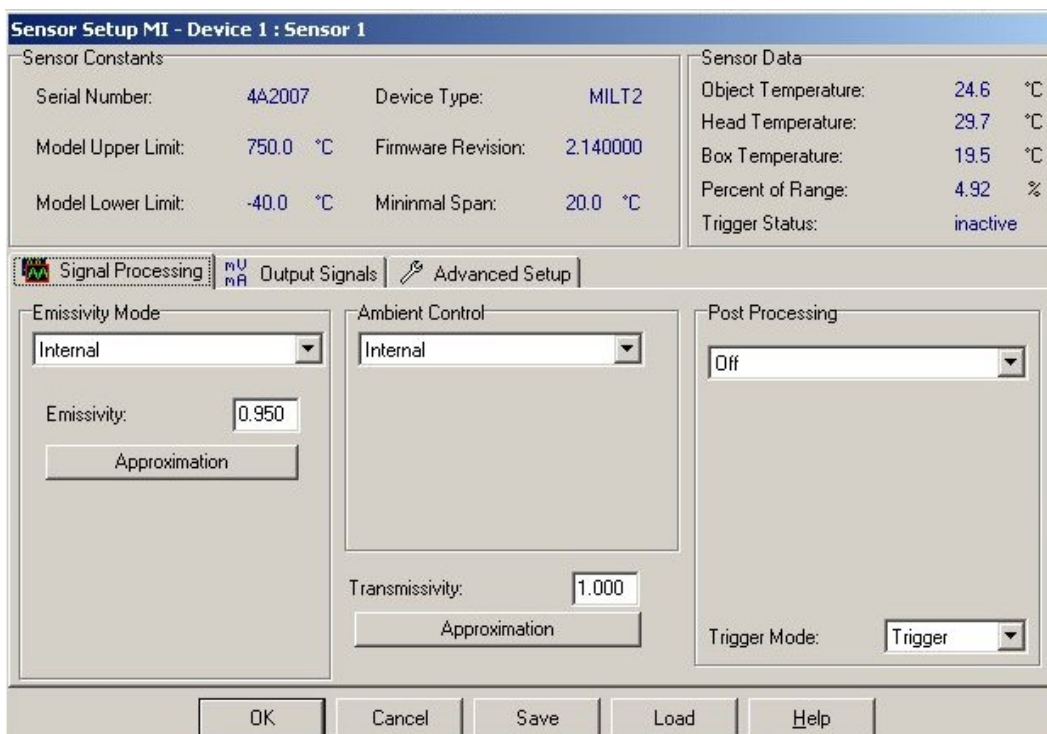 Sensor Setup MI - Device 1 : Sensor 1
Sensor Constants
Serial Number: 4A2007 Device Type: MILT2
Model Upper Limit: 750.0 °C Firmware Revision: 2.140000
Model Lower Limit: -40.0 °C Mininmal Span: 20.0 °C
Sensor Data
Object Temperature: 24.6 °C
Head Temperature: 29.7 °C
Box Temperature: 19.5 °C
Percent of Range: 4.92 %
Trigger Status: inactive
Signal Processing mV mA Output Signals Advanced Setup
Emissivity Mode
Internal
Emissivity: 0.950
Approximation
Ambient Control
Internal
Transmissivity: 1.000
Approximation
Post Processing
Off
Trigger Mode: Trigger
OK Cancel Save Load Help